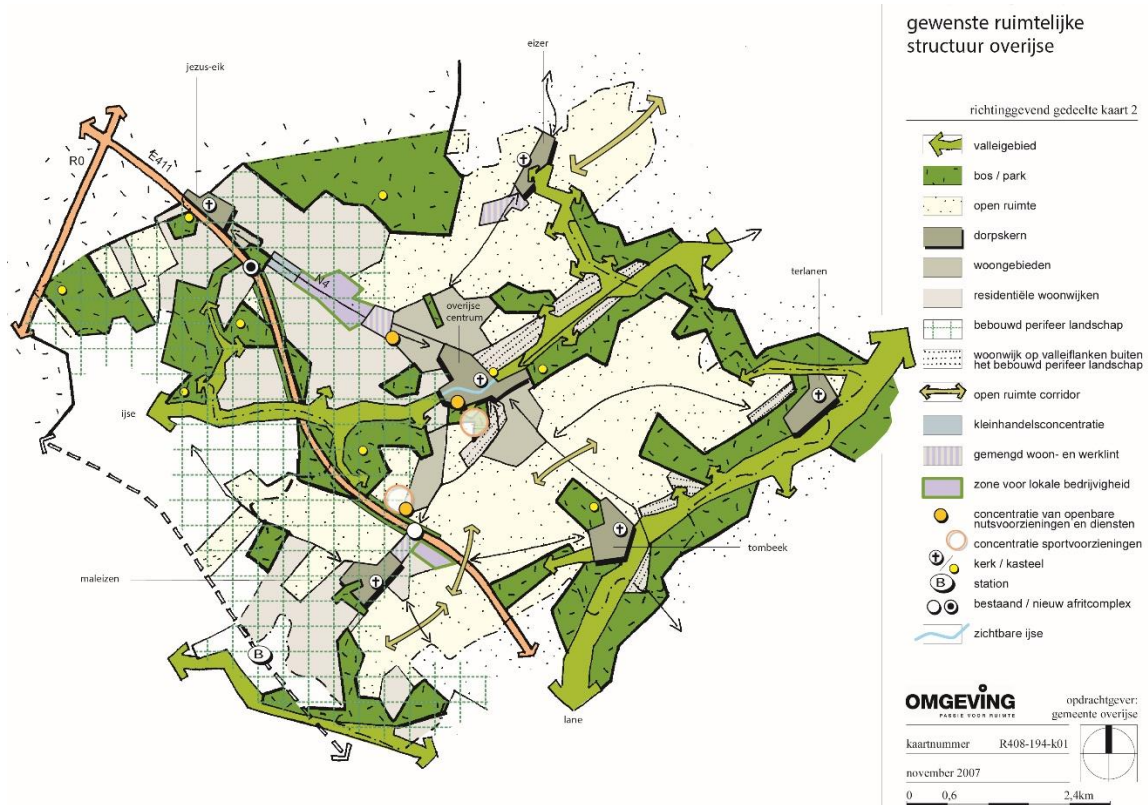 gewenste ruimtelijke
structuur overijse
richtinggevend gedeelte kaart 2
valleigebied
bos / park
open ruimte
dorpskern
woongebieden
residentiële woonwijken
bebouwd perifeer landschap
woonwijk op valleiflanken buiten
het bebouwd perifeer landschap
open ruimte corridor
kleinhandelsconcentratie
gemengd woon- en werklint
zone voor lokale bedrijvigheid
concentratie van openbare
nutsvoorzieningen en diensten
concentratie sportvoorzieningen
kerk / kasteel
B station
bestaand / nieuw afritcomplex
zichtbare ijse
OMGEVING
PASSIE VOOR RUIMTE
opdrachtgever:
gemeente overijse
kaartnummer R408-194-k01
november 2007
0 0,6 2,4km
eizer
jezus-eik
R0
E411
N4
overijse
centrum
terlanen
ijse
tombeek
maleizen
B
lane